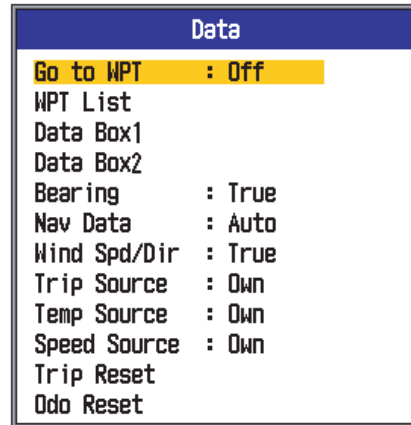 Data
Go to WPT : Off
WPT List
Data Box1
Data Box2
Bearing : True
Nav Data : Auto
Wind Spd/Dir : True
Trip Source : Own
Temp Source : Own
Speed Source : Own
Trip Reset
Odo Reset